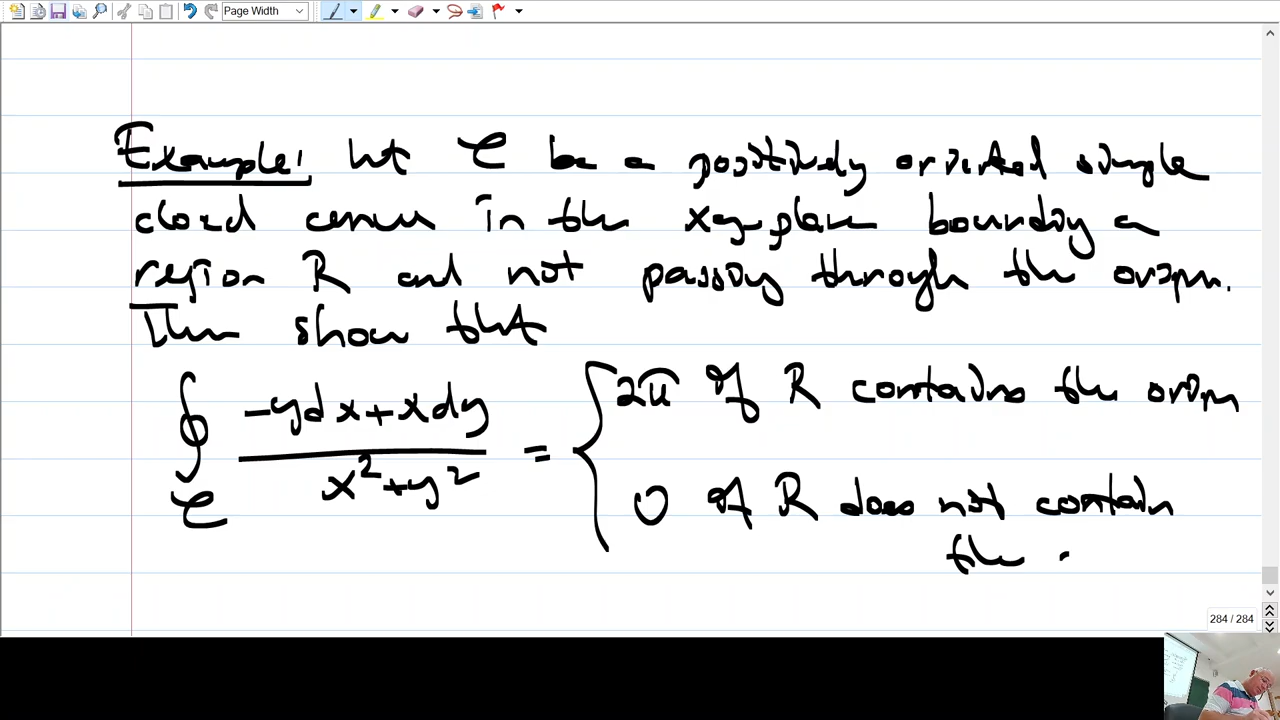 Page Width
Example: Let C be a positively oriented simple
closed curve in the xy-plane bounding a
region R and not passing through the origin.
Then show that
∮_C (-ydx+xdy)/(x²+y²) = { 2π if R contains the origin
0 if R does not contain
the
284 / 284